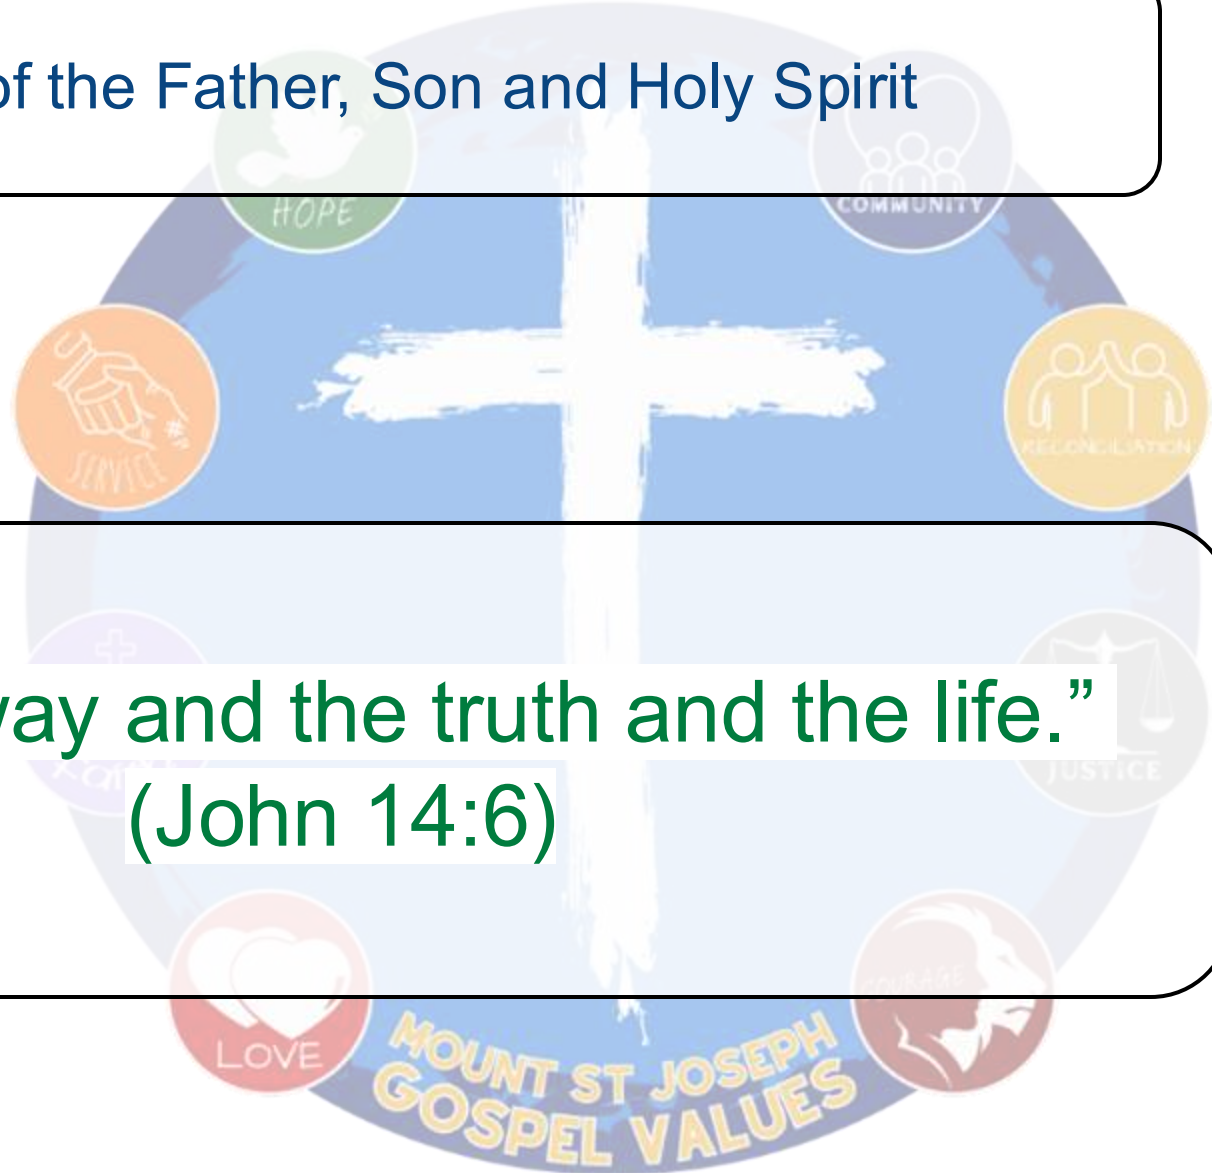 of the Father, Son and Holy Spirit
HOPE
COMMUNITY
SERVICE
RECONCILIATION
way and the truth and the life.”
JUSTICE
(John 14:6)
COURAGE
LOVE
MOUNT ST JOSEPH
GOSPEL VALUES